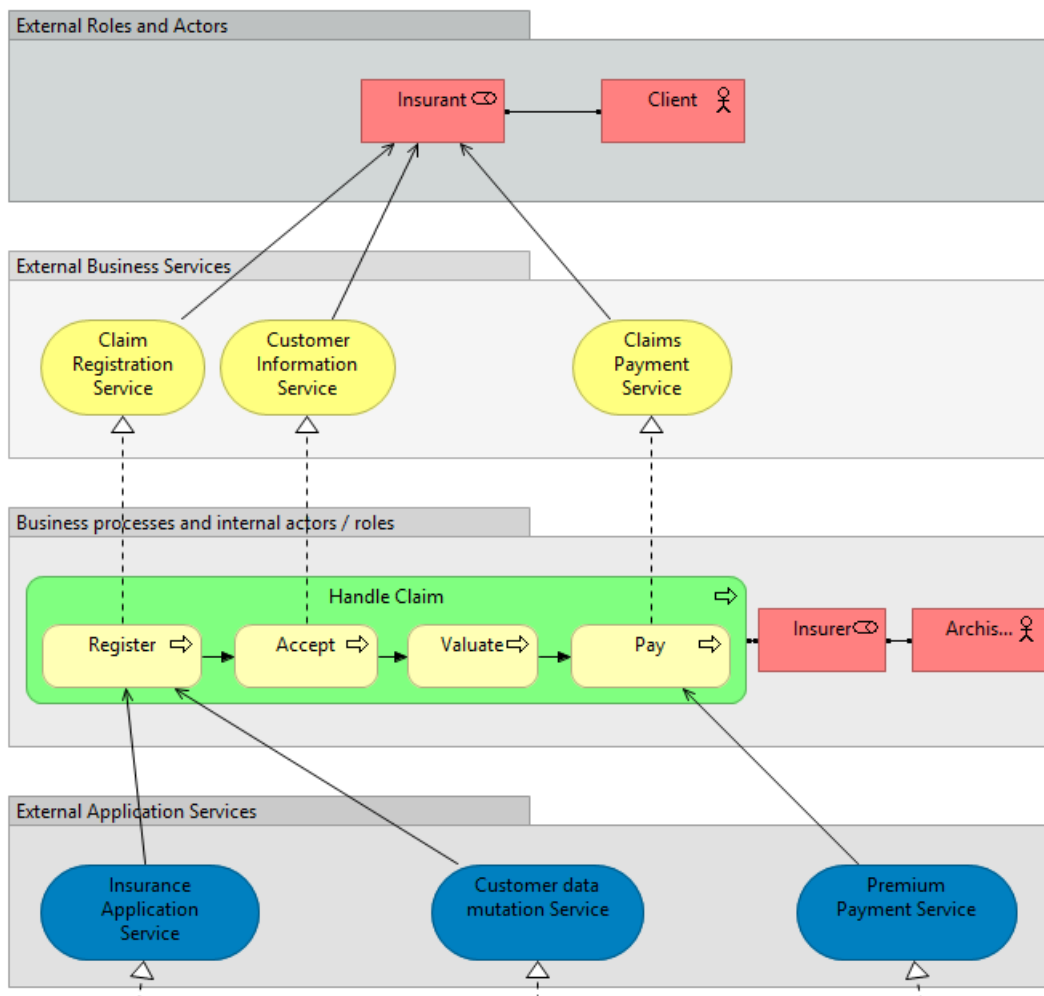 External Roles and Actors
Insurant
Client
External Business Services
Claim
Registration
Service
Customer
Information
Service
Claims
Payment
Service
Business processes and internal actors / roles
Handle Claim
Register
Accept
Valuate
Pay
Insurer
Archis...
External Application Services
Insurance
Application
Service
Customer data
mutation Service
Premium
Payment Service